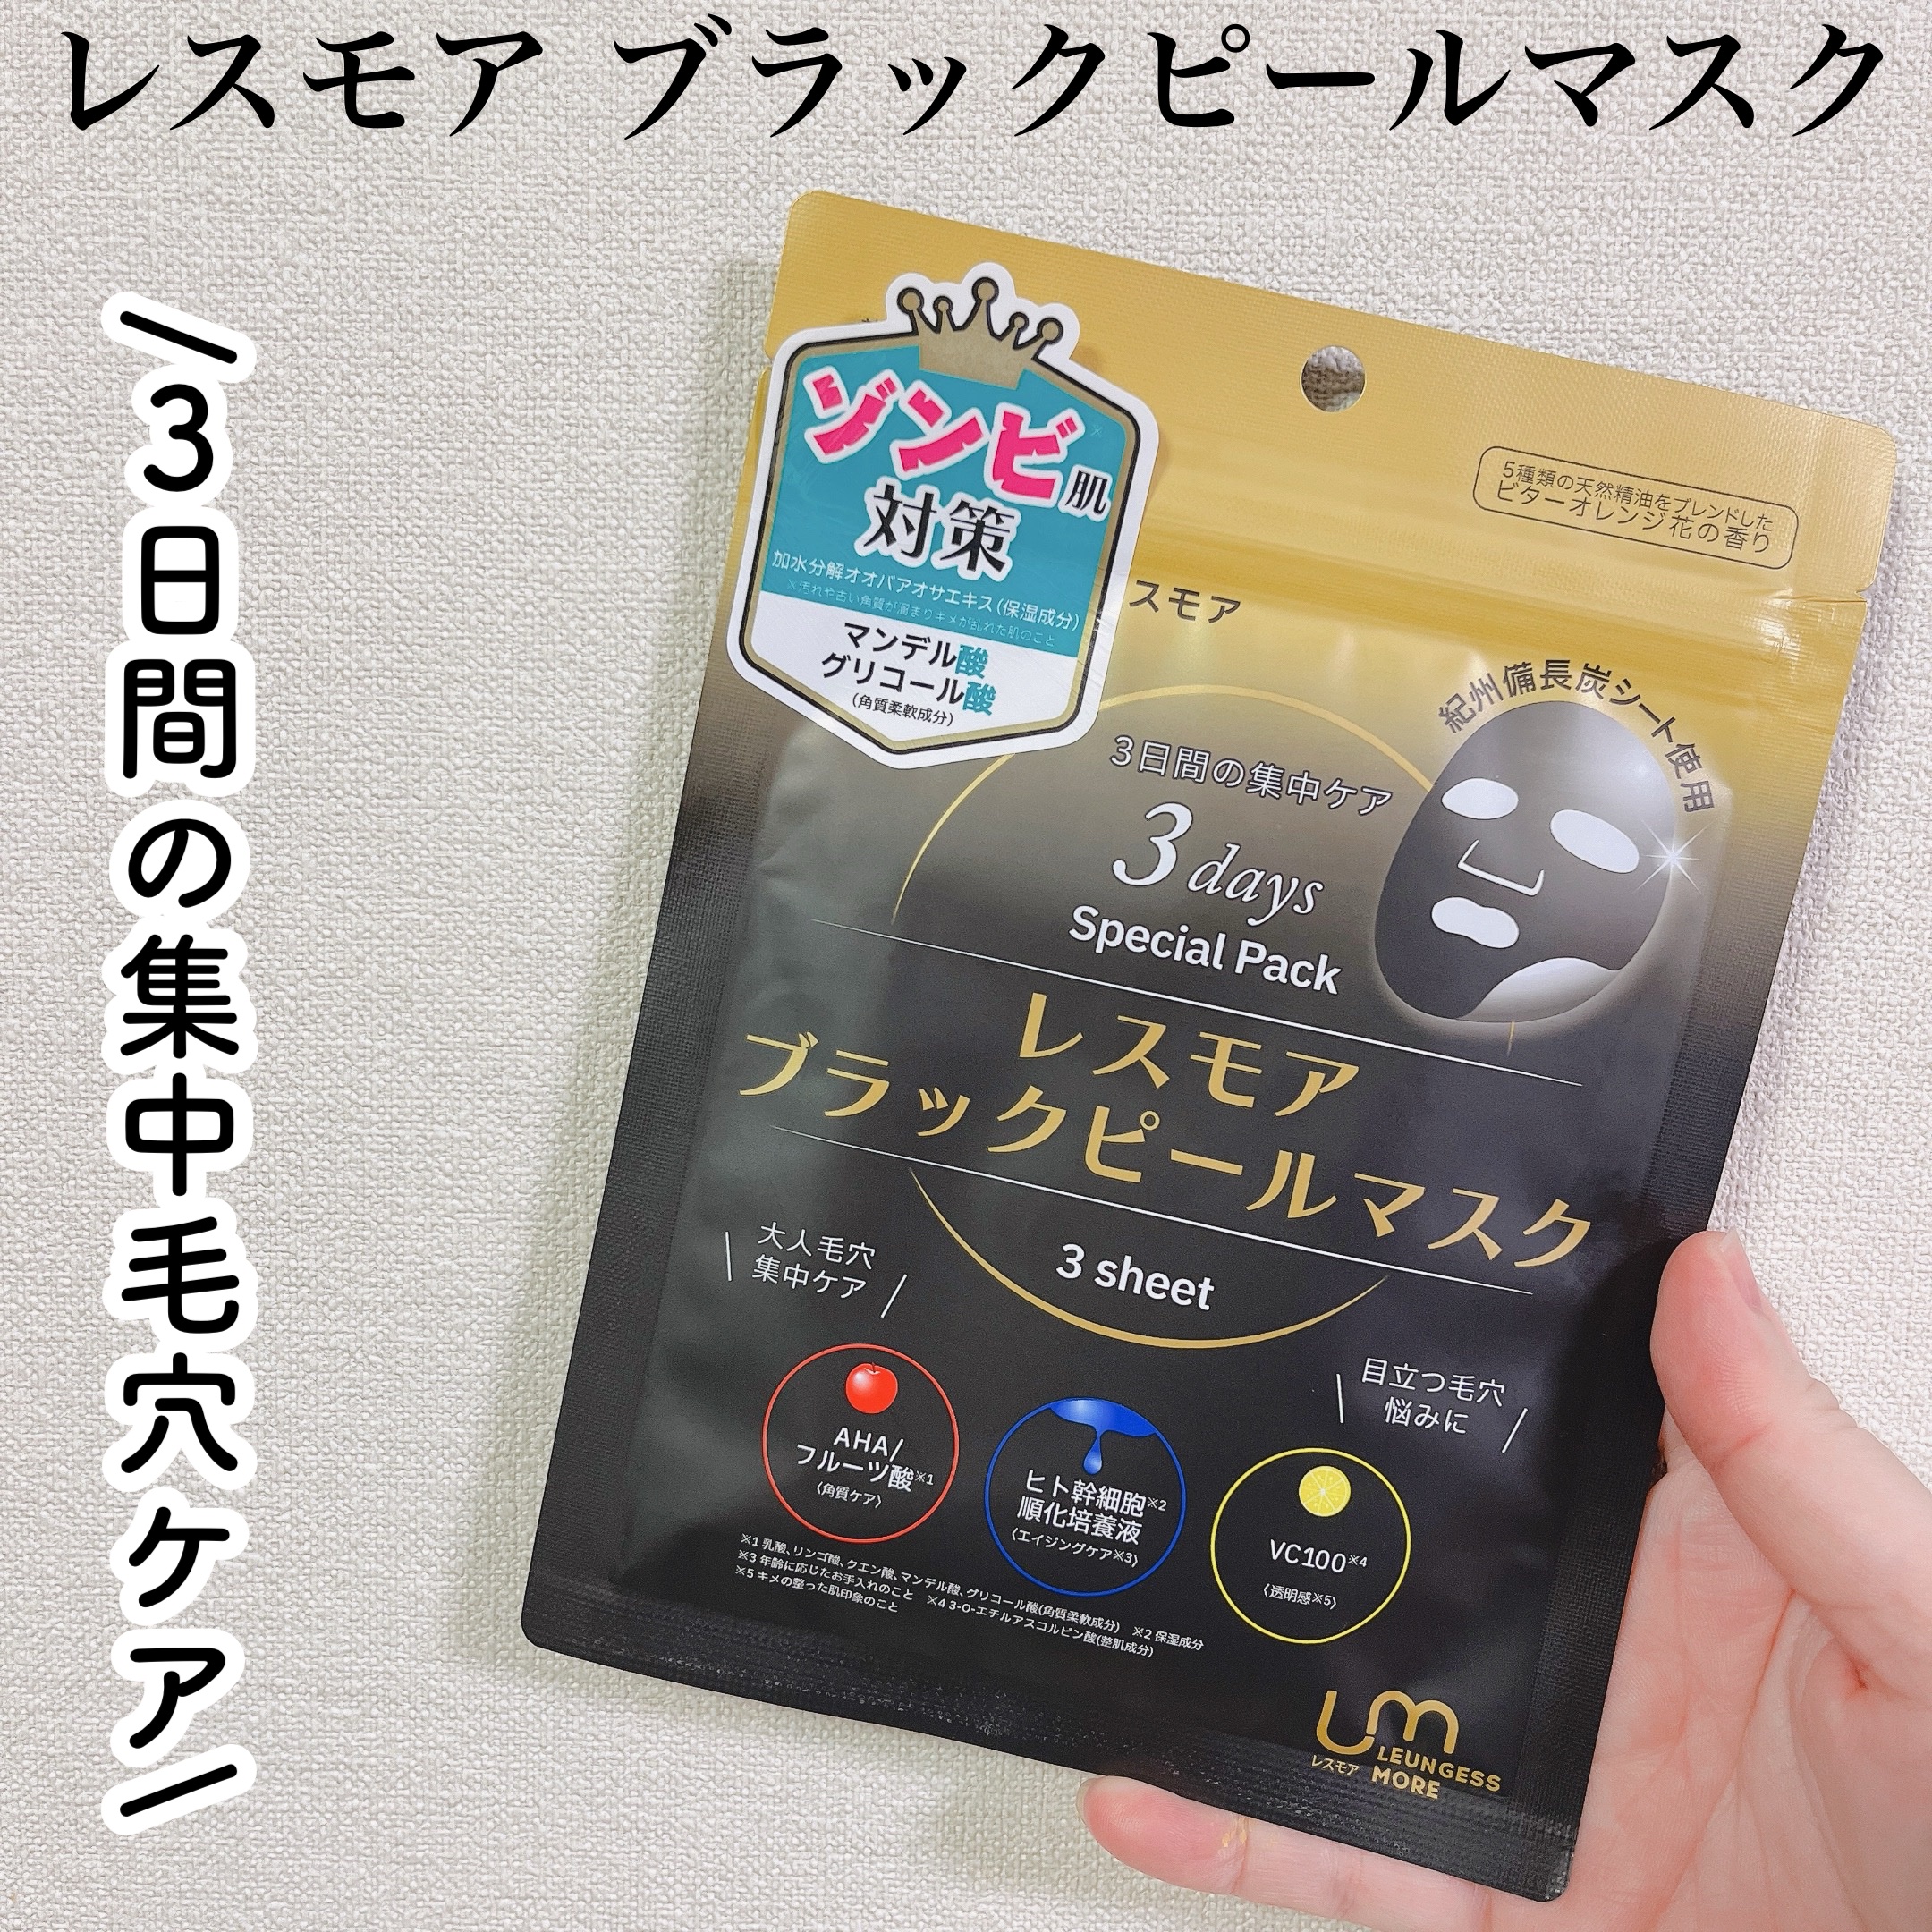 レスモア ブラックピールマスク
3日間の集中毛穴ケア
ゾンビ肌※
対策
加水分解オオバアオサエキス(保湿成分)
※汚れや古い角質が溜まりキメが乱れた肌のこと
マンデル酸
グリコール酸
(角質柔軟成分)
5種類の天然精油をブレンドした
ビターオレンジ花の香り
スモア
紀州備長炭シート使用
3日間の集中ケア
3 days
Special Pack
レスモア
ブラックピールマスク
3 sheet
大人毛穴
集中ケア
目立つ毛穴
悩みに
AHA/
フルーツ酸※1
(角質ケア)
ヒト幹細胞※2
順化培養液
(エイジングケア※3)
VC100※4
(透明感※5)
※1 乳酸、リンゴ酸、クエン酸、マンデル酸、グリコール酸(角質柔軟成分) ※2 保湿成分
※3 年齢に応じたお手入れのこと ※4 3-O-エチルアスコルビン酸(整肌成分)
※5 キメの整った肌印象のこと
LM
レスモア
LEUNGESS
MORE